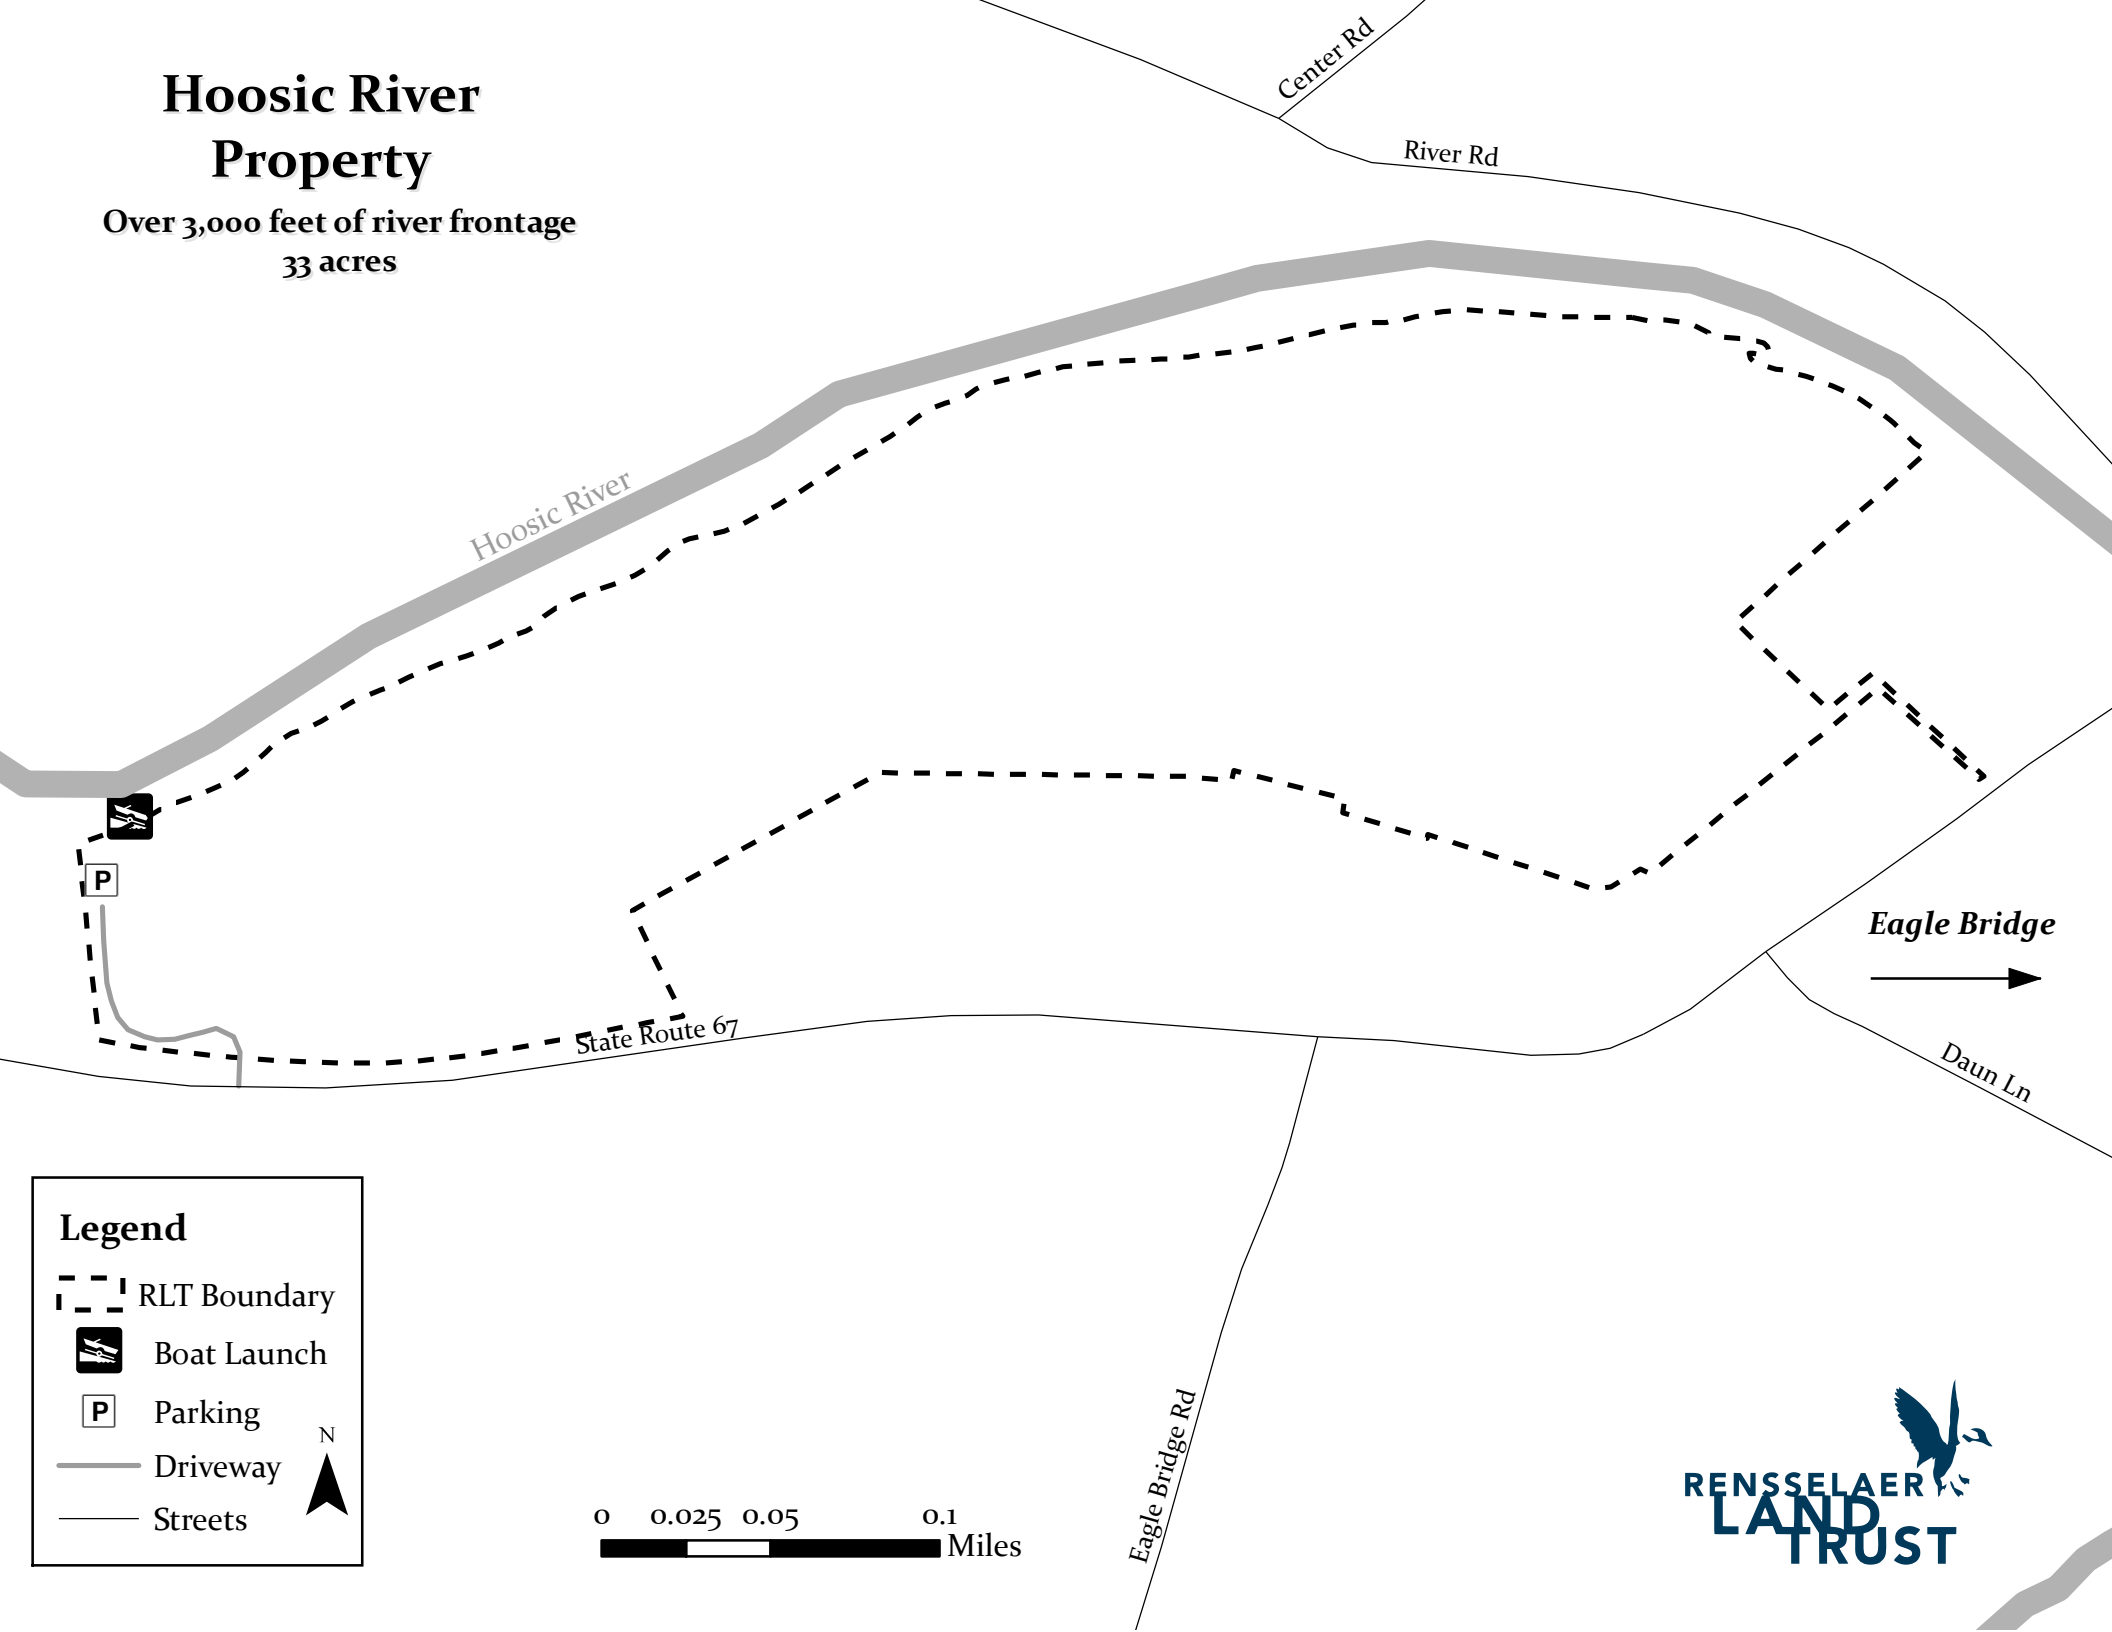 Hoosic River
Property
Over 3,000 feet of river frontage
33 acres
Center Rd
River Rd
Hoosic River
P
State Route 67
Eagle Bridge
Daun Ln
Eagle Bridge Rd
Legend
RLT Boundary
Boat Launch
P Parking
N
Driveway
Streets
0 0.025 0.05 0.1
Miles
RENSSELAER
LAND
TRUST